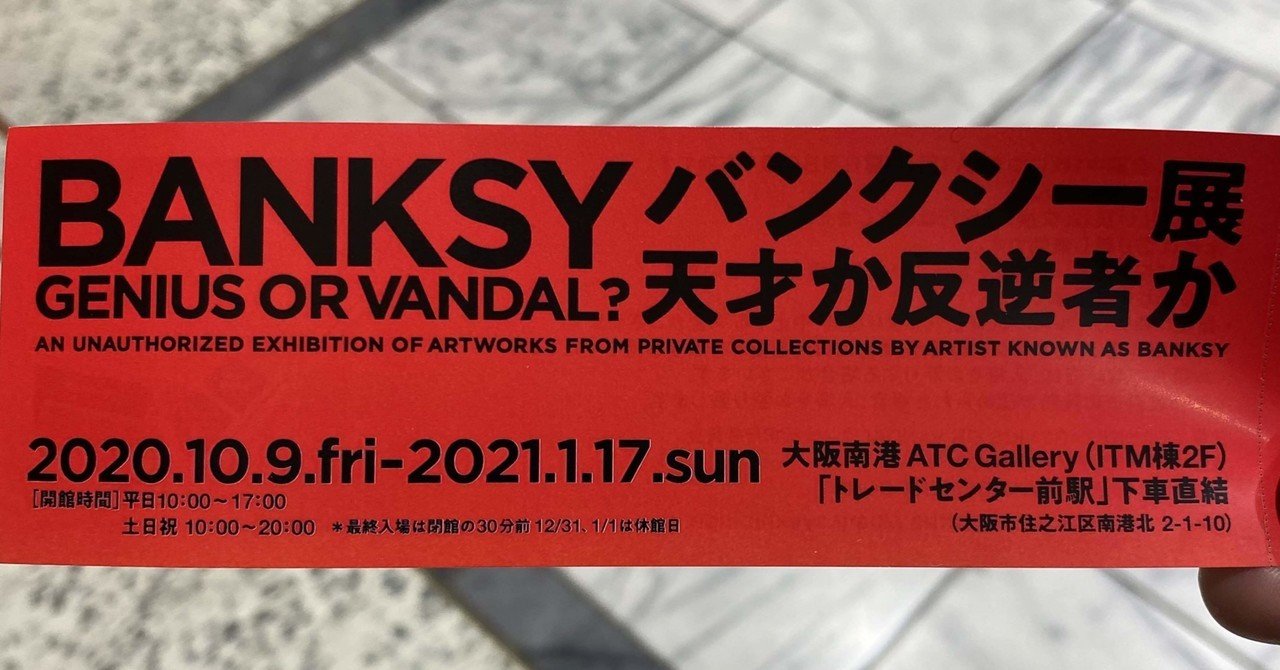 BANKSY バンクシー展
GENIUS OR VANDAL? 天才か反逆者か
AN UNAUTHORIZED EXHIBITION OF ARTWORKS FROM PRIVATE COLLECTIONS BY ARTIST KNOWN AS BANKSY
2020.10.9.fri-2021.1.17.sun
[開館時間]平日10:00〜17:00
土日祝 10:00〜20:00 *最終入場は閉館の30分前 12/31、1/1は休館日
大阪南港 ATC Gallery(ITM棟2F)
「トレードセンター前駅」下車直結
(大阪市住之江区南港北 2-1-10)